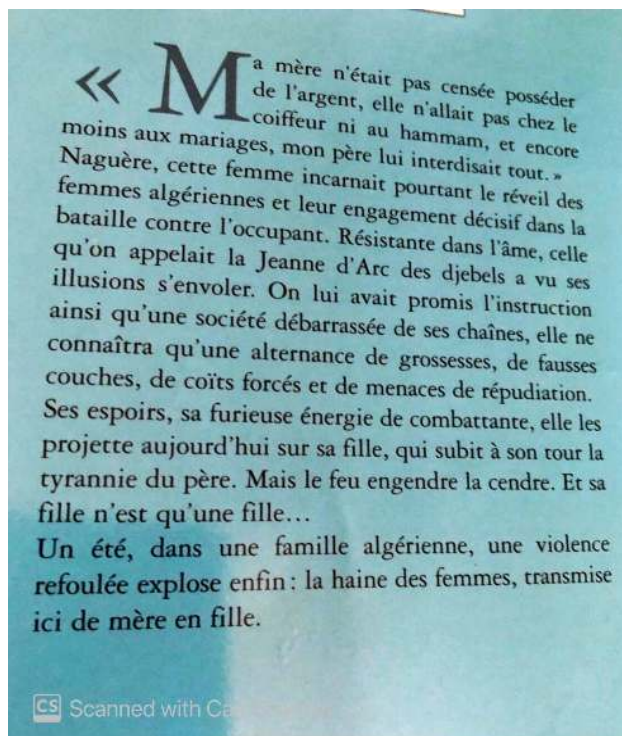 « Ma mère n'était pas censée posséder
de l'argent, elle n'allait pas chez le
coiffeur ni au hammam, et encore
moins aux mariages, mon père lui interdisait tout. »
Naguère, cette femme incarnait pourtant le réveil des
femmes algériennes et leur engagement décisif dans la
bataille contre l'occupant. Résistante dans l'âme, celle
qu'on appelait la Jeanne d'Arc des djebels a vu ses
illusions s'envoler. On lui avait promis l'instruction
ainsi qu'une société débarrassée de ses chaînes, elle ne
connaîtra qu'une alternance de grossesses, de fausses
couches, de coïts forcés et de menaces de répudiation.
Ses espoirs, sa furieuse énergie de combattante, elle les
projette aujourd'hui sur sa fille, qui subit à son tour la
tyrannie du père. Mais le feu engendre la cendre. Et sa
fille n'est qu'une fille…
Un été, dans une famille algérienne, une violence
refoulée explose enfin : la haine des femmes, transmise
ici de mère en fille.
CS Scanned with